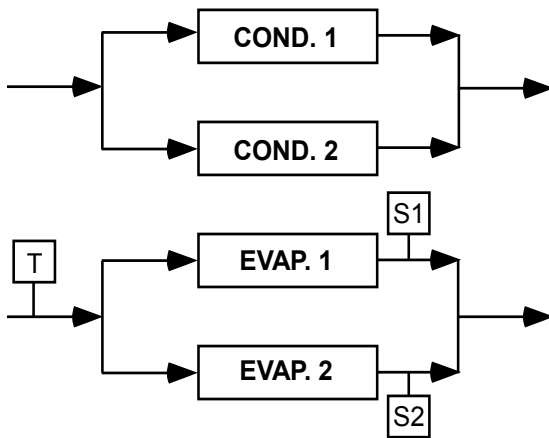 COND. 1
COND. 2
S1
T
EVAP. 1
EVAP. 2
S2